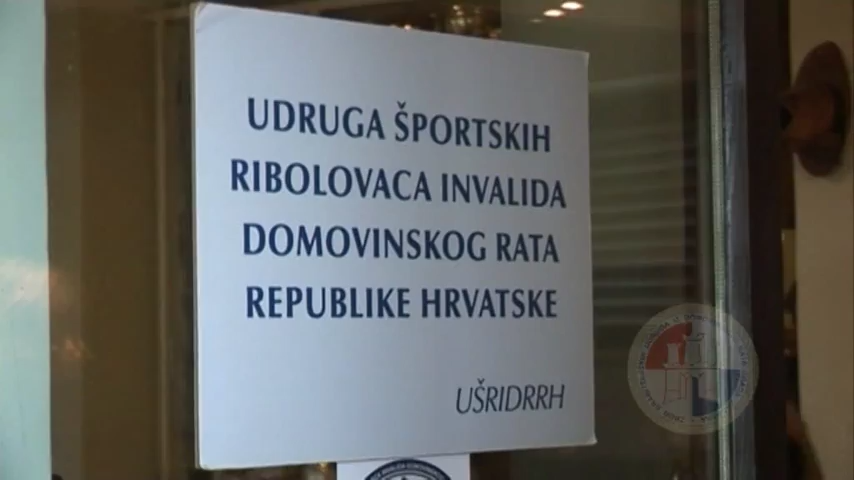 UDRUGA ŠPORTSKIH
RIBOLOVACA INVALIDA
DOMOVINSKOG RATA
REPUBLIKE HRVATSKE
UŠRIDRRH